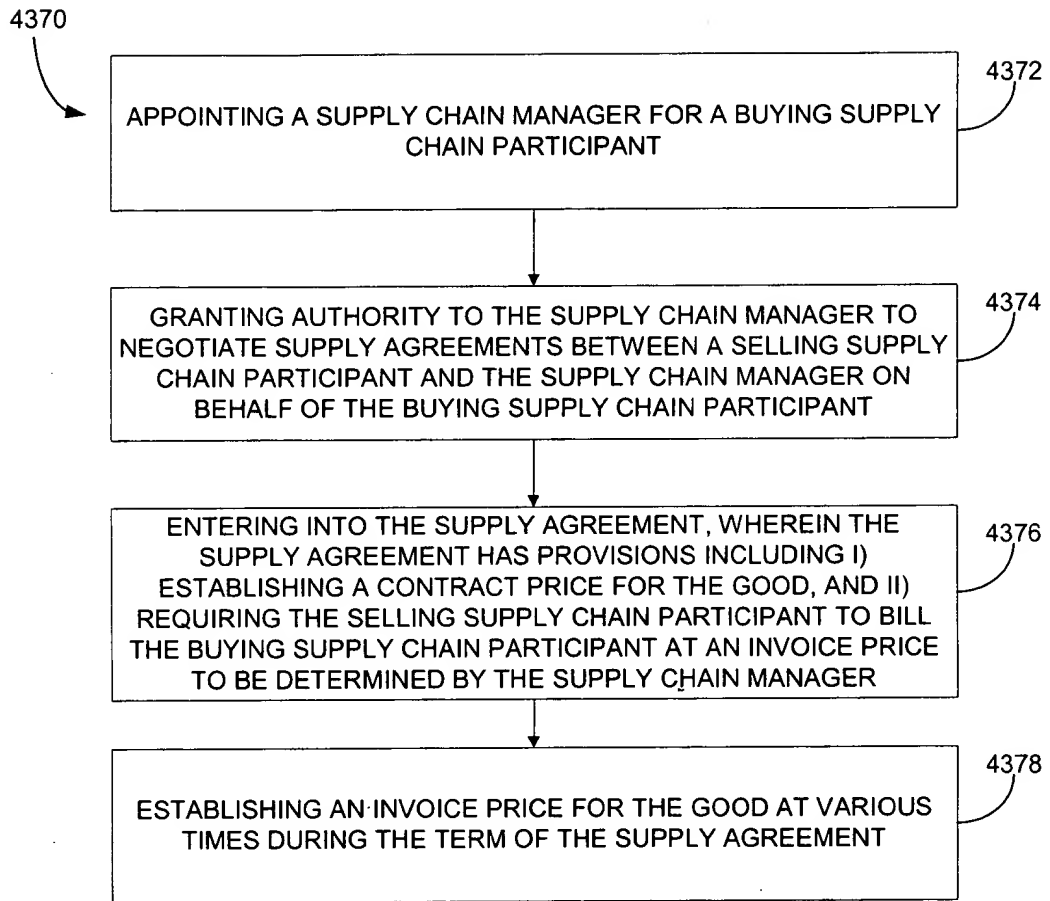 4370
4372
APPOINTING A SUPPLY CHAIN MANAGER FOR A BUYING SUPPLY
CHAIN PARTICIPANT
4374
GRANTING AUTHORITY TO THE SUPPLY CHAIN MANAGER TO
NEGOTIATE SUPPLY AGREEMENTS BETWEEN A SELLING SUPPLY
CHAIN PARTICIPANT AND THE SUPPLY CHAIN MANAGER ON
BEHALF OF THE BUYING SUPPLY CHAIN PARTICIPANT
4376
ENTERING INTO THE SUPPLY AGREEMENT, WHEREIN THE
SUPPLY AGREEMENT HAS PROVISIONS INCLUDING I)
ESTABLISHING A CONTRACT PRICE FOR THE GOOD, AND II)
REQUIRING THE SELLING SUPPLY CHAIN PARTICIPANT TO BILL
THE BUYING SUPPLY CHAIN PARTICIPANT AT AN INVOICE PRICE
TO BE DETERMINED BY THE SUPPLY CHAIN MANAGER
4378
ESTABLISHING AN INVOICE PRICE FOR THE GOOD AT VARIOUS
TIMES DURING THE TERM OF THE SUPPLY AGREEMENT